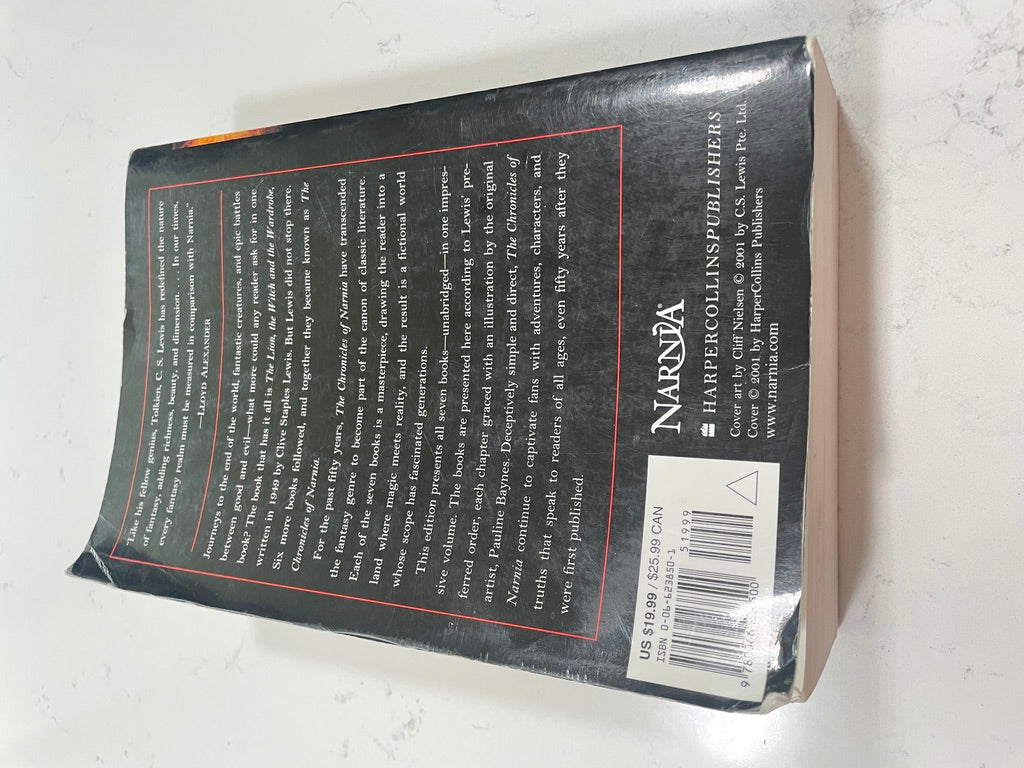 "Like his fellow genius, Tolkien, C. S. Lewis has redefined the nature
of fantasy, adding richness, beauty, and dimension. . . . In our times,
every fantasy realm must be measured in comparison with Narnia."
—LLOYD ALEXANDER
Journeys to the end of the world, fantastic creatures, and epic battles
between good and evil—what more could any reader ask for in one
book? The book that has it all is The Lion, the Witch and the Wardrobe,
written in 1949 by Clive Staples Lewis. But Lewis did not stop there.
Six more books followed, and together they became known as The
Chronicles of Narnia.
For the past fifty years, The Chronicles of Narnia have transcended
the fantasy genre to become part of the canon of classic literature.
Each of the seven books is a masterpiece, drawing the reader into a
land where magic meets reality, and the result is a fictional world
whose scope has fascinated generations.
This edition presents all seven books—unabridged—in one impres-
sive volume. The books are presented here according to Lewis' pre-
ferred order, each chapter graced with an illustration by the original
artist, Pauline Baynes. Deceptively simple and direct, The Chronicles of
Narnia continue to captivate fans with adventures, characters, and
truths that speak to readers of all ages, even fifty years after they
were first published.
NARNIA®
HARPERCOLLINSPUBLISHERS
Cover art by Cliff Nielsen © 2001 by C.S. Lewis Pte. Ltd.
Cover © 2001 by HarperCollins Publishers
www.narnia.com
US $19.99 / $25.99 CAN
ISBN 0-06-623850-1
51999